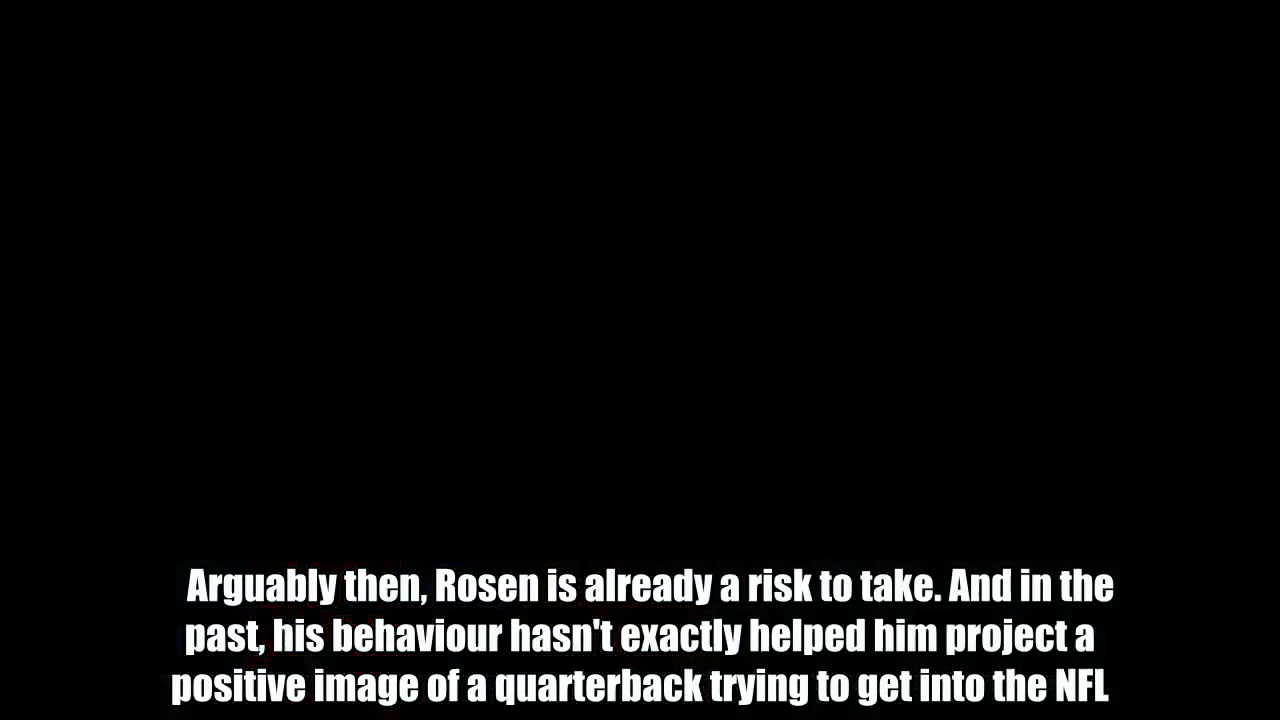 Arguably then, Rosen is already a risk to take. And in the
past, his behaviour hasn't exactly helped him project a
positive image of a quarterback trying to get into the NFL